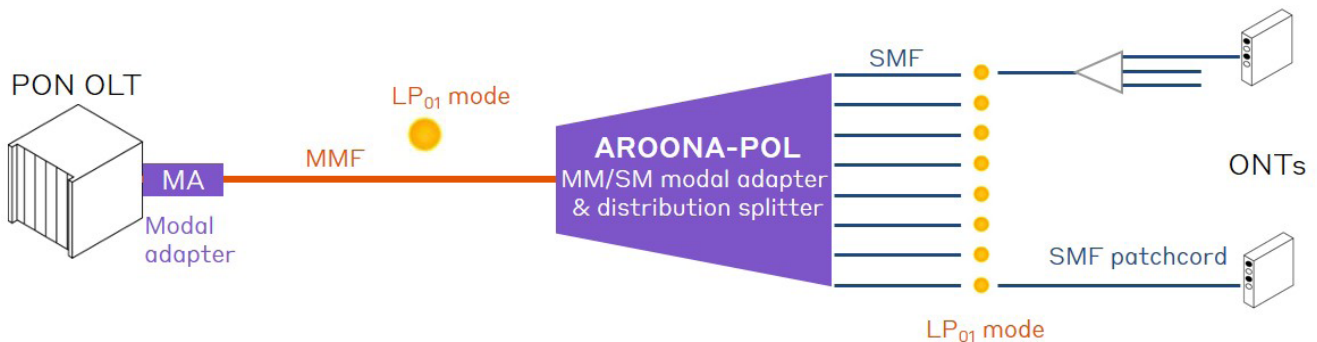 PON OLT
MA
Modal
adapter
MMF
LP₀₁ mode
AROONA-POL
MM/SM modal adapter
& distribution splitter
SMF
ONTs
SMF patchcord
LP₀₁ mode